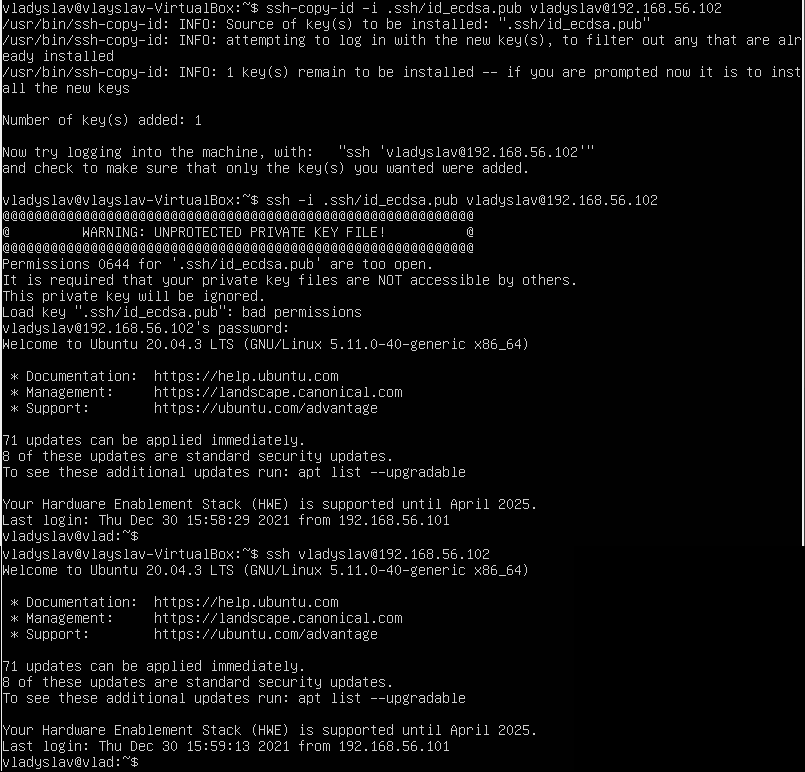 vladyslav@vlayslav-VirtualBox:~$ ssh-copy-id -i .ssh/id_ecdsa.pub vladyslav@192.168.56.102
/usr/bin/ssh-copy-id: INFO: Source of key(s) to be installed: ".ssh/id_ecdsa.pub"
/usr/bin/ssh-copy-id: INFO: attempting to log in with the new key(s), to filter out any that are alr
eady installed
/usr/bin/ssh-copy-id: INFO: 1 key(s) remain to be installed -- if you are prompted now it is to inst
all the new keys
Number of key(s) added: 1
Now try logging into the machine, with:   "ssh 'vladyslav@192.168.56.102'"
and check to make sure that only the key(s) you wanted were added.
vladyslav@vlayslav-VirtualBox:~$ ssh -i .ssh/id_ecdsa.pub vladyslav@192.168.56.102
@@@@@@@@@@@@@@@@@@@@@@@@@@@@@@@@@@@@@@@@@@@@@@@@@@@@@@@@@@@
@         WARNING: UNPROTECTED PRIVATE KEY FILE!          @
@@@@@@@@@@@@@@@@@@@@@@@@@@@@@@@@@@@@@@@@@@@@@@@@@@@@@@@@@@@
Permissions 0644 for '.ssh/id_ecdsa.pub' are too open.
It is required that your private key files are NOT accessible by others.
This private key will be ignored.
Load key ".ssh/id_ecdsa.pub": bad permissions
vladyslav@192.168.56.102's password:
Welcome to Ubuntu 20.04.3 LTS (GNU/Linux 5.11.0-40-generic x86_64)
* Documentation:  https://help.ubuntu.com
* Management:     https://landscape.canonical.com
* Support:        https://ubuntu.com/advantage
71 updates can be applied immediately.
8 of these updates are standard security updates.
To see these additional updates run: apt list --upgradable
Your Hardware Enablement Stack (HWE) is supported until April 2025.
Last login: Thu Dec 30 15:58:29 2021 from 192.168.56.101
vladyslav@vlad:~$
vladyslav@vlayslav-VirtualBox:~$ ssh vladyslav@192.168.56.102
Welcome to Ubuntu 20.04.3 LTS (GNU/Linux 5.11.0-40-generic x86_64)
* Documentation:  https://help.ubuntu.com
* Management:     https://landscape.canonical.com
* Support:        https://ubuntu.com/advantage
71 updates can be applied immediately.
8 of these updates are standard security updates.
To see these additional updates run: apt list --upgradable
Your Hardware Enablement Stack (HWE) is supported until April 2025.
Last login: Thu Dec 30 15:59:13 2021 from 192.168.56.101
vladyslav@vlad:~$